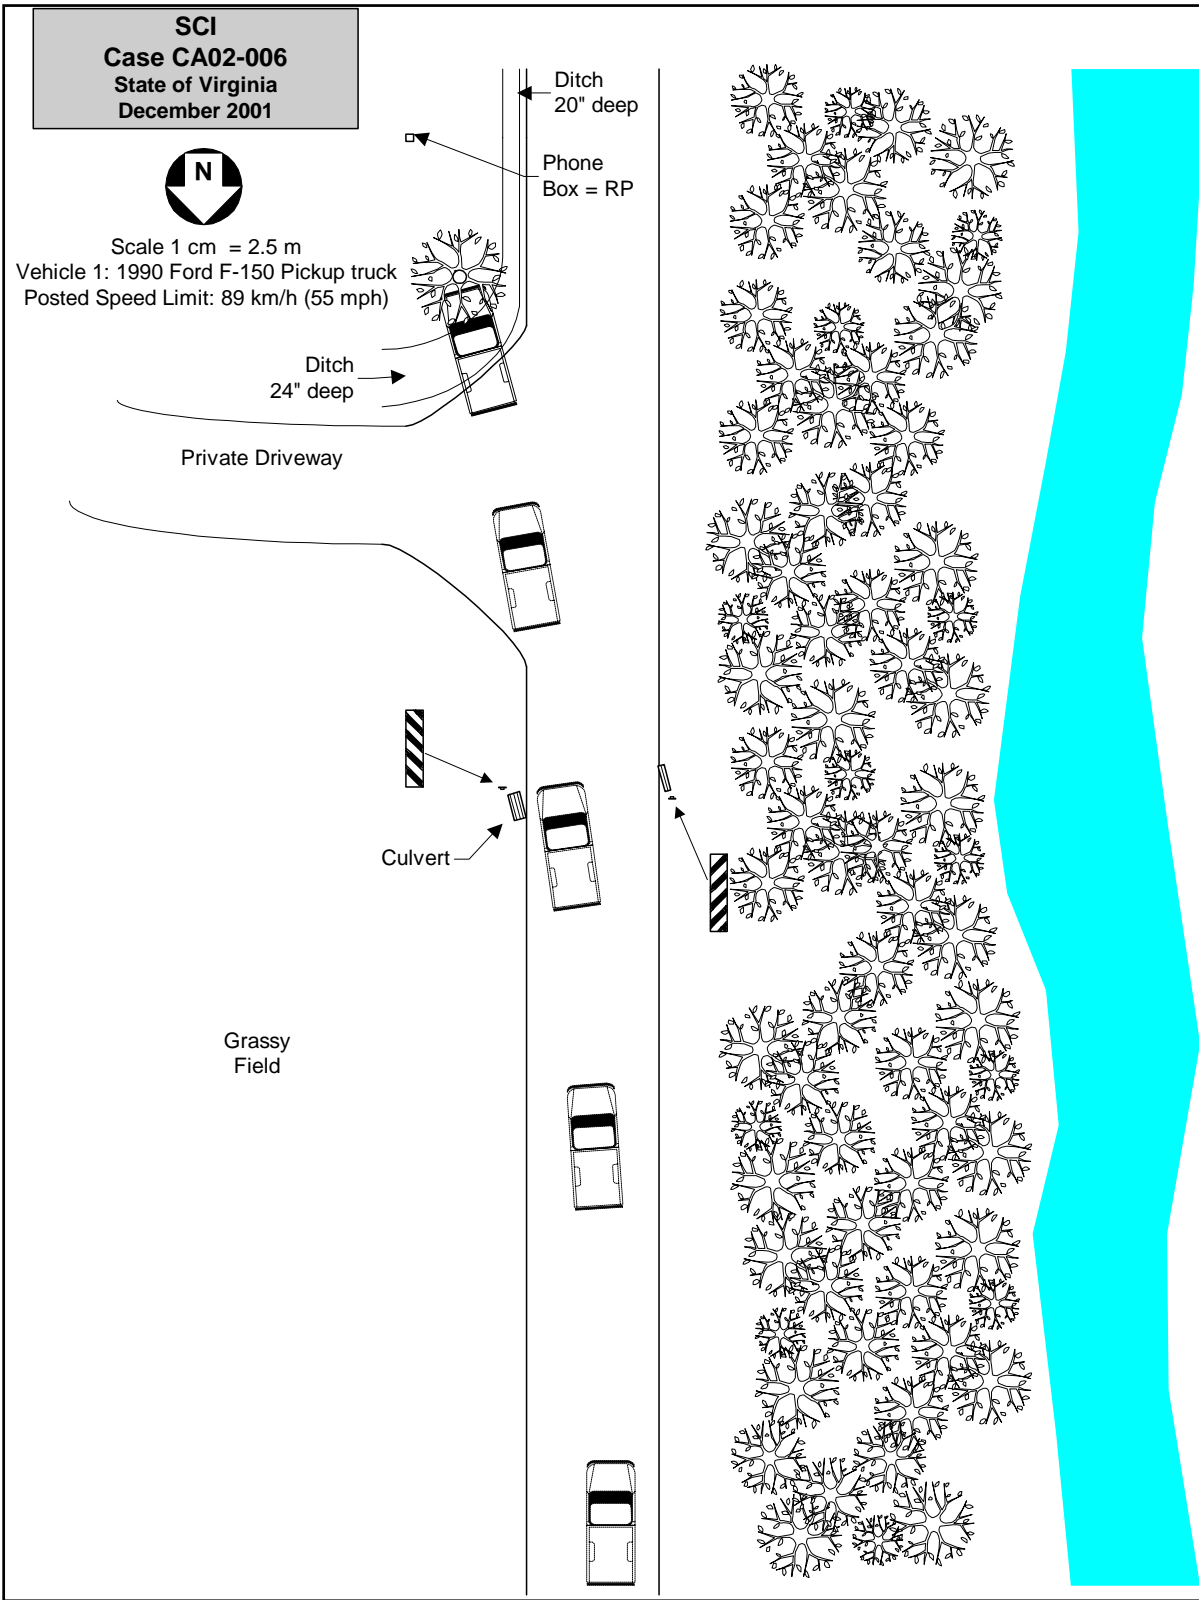 SCI
Case CA02-006
State of Virginia
December 2001
N
Scale 1 cm = 2.5 m
Vehicle 1: 1990 Ford F-150 Pickup truck
Posted Speed Limit: 89 km/h (55 mph)
Ditch
20" deep
Phone
Box = RP
Ditch
24" deep
Private Driveway
Culvert
Grassy
Field